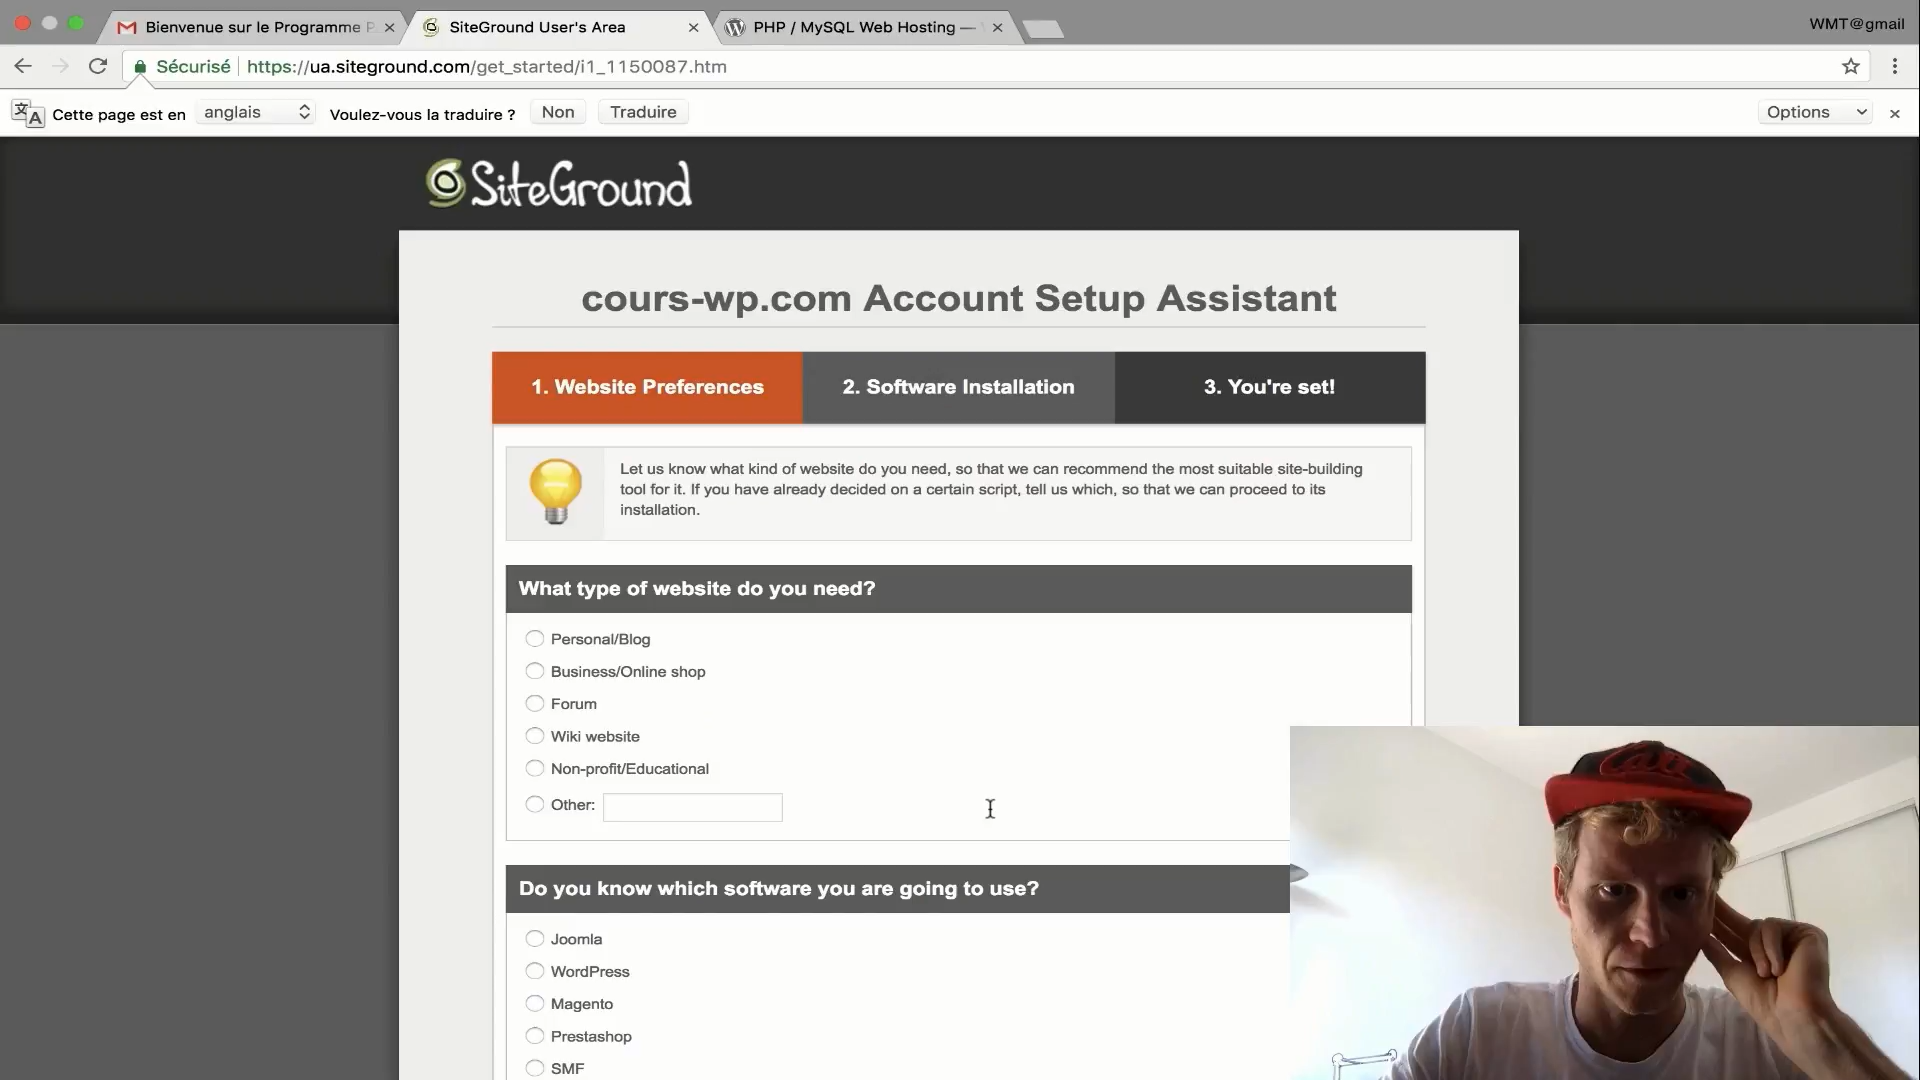 Bienvenue sur le Programme P
SiteGround User's Area
PHP / MySQL Web Hosting —
WMT@gmail
Sécurisé
https://ua.siteground.com/get_started/i1_1150087.htm
Cette page est en
anglais
Voulez-vous la traduire ?
Non
Traduire
Options
SiteGround
cours-wp.com Account Setup Assistant
1. Website Preferences
2. Software Installation
3. You're set!
Let us know what kind of website do you need, so that we can recommend the most suitable site-building
tool for it. If you have already decided on a certain script, tell us which, so that we can proceed to its
installation.
What type of website do you need?
Personal/Blog
Business/Online shop
Forum
Wiki website
Non-profit/Educational
Other:
Do you know which software you are going to use?
Joomla
WordPress
Magento
Prestashop
SMF